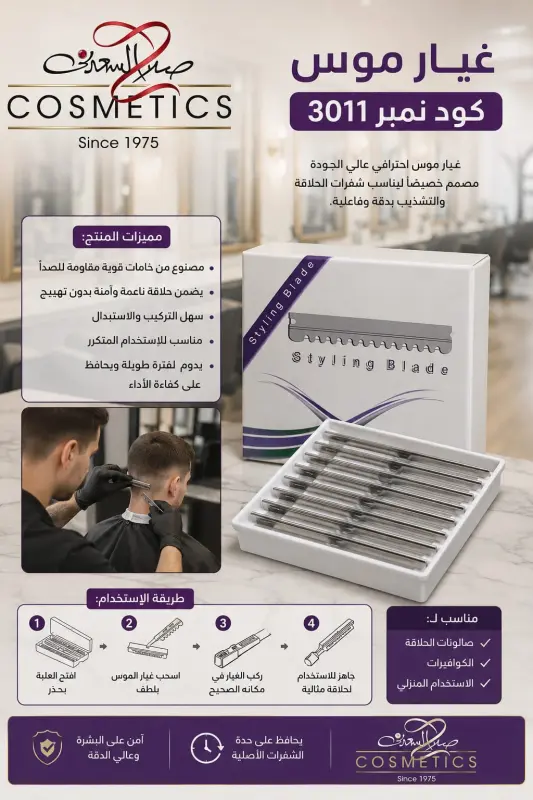 صلاح السعدني
COSMETICS
Since 1975
غيار موس
كود نمبر 3011
غيار موس احترافي عالي الجودة
مصمم خصيصًا ليناسب شفرات الحلاقة
والتشذيب بدقة وفاعلية.
مميزات المنتج:
• مصنوع من خامات قوية مقاومة للصدأ
• يضمن حلاقة ناعمة وآمنة بدون تهييج
• سهل التركيب والاستبدال
• مناسب للإستخدام المتكرر
• يدوم لفترة طويلة ويحافظ
على كفاءة الأداء
Styling Blade
Styling Blade
طريقة الإستخدام:
1
افتح العلبة
بحذر
2
اسحب غيار الموس
بلطف
3
ركب الغيار في
مكانه الصحيح
4
جاهز للاستخدام
لحلاقة مثالية
مناسب لـ:
✓ صالونات الحلاقة
✓ الكوافيرات
✓ الاستخدام المنزلي
آمن على البشرة
وعالي الدقة
يحافظ على حدة
الشفرات الأصلية
صلاح السعدني
COSMETICS
Since 1975